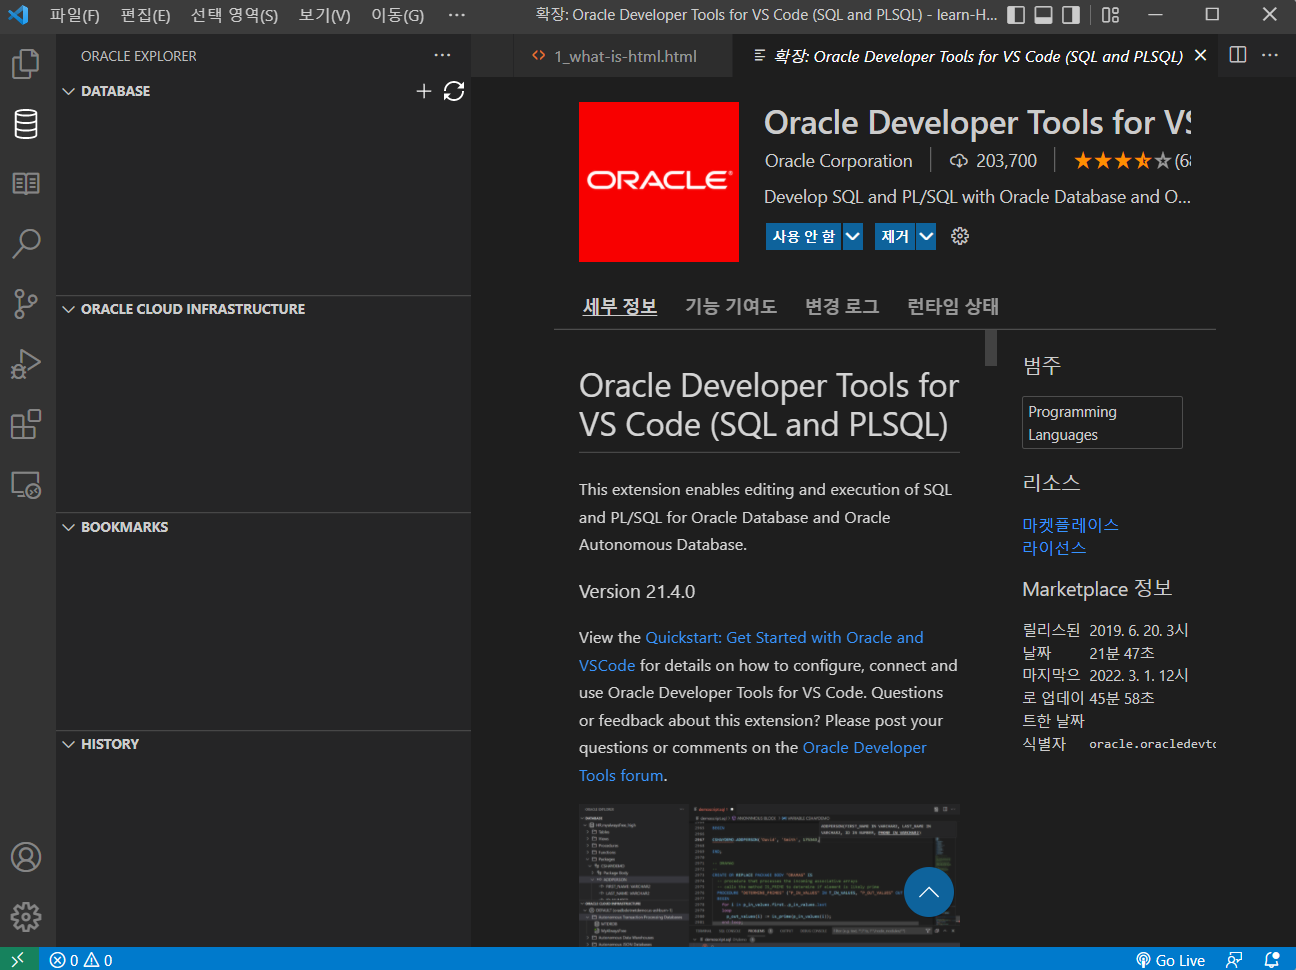 파일(F) 편집(E) 선택 영역(S) 보기(V) 이동(G) ··· 확장: Oracle Developer Tools for VS Code (SQL and PLSQL) - learn-H...
ORACLE EXPLORER
DATABASE
ORACLE CLOUD INFRASTRUCTURE
BOOKMARKS
HISTORY
1_what-is-html.html
확장: Oracle Developer Tools for VS Code (SQL and PLSQL)
ORACLE
Oracle Developer Tools for VS
Oracle Corporation 203,700 (68
Develop SQL and PL/SQL with Oracle Database and O...
사용 안 함 제거
세부 정보 기능 기여도 변경 로그 런타임 상태
Oracle Developer Tools for
VS Code (SQL and PLSQL)
This extension enables editing and execution of SQL
and PL/SQL for Oracle Database and Oracle
Autonomous Database.
Version 21.4.0
View the Quickstart: Get Started with Oracle and
VSCode for details on how to configure, connect and
use Oracle Developer Tools for VS Code. Questions
or feedback about this extension? Please post your
questions or comments on the Oracle Developer
Tools forum.
범주
Programming
Languages
리소스
마켓플레이스
라이선스
Marketplace 정보
릴리스된 2019. 6. 20. 3시
날짜 21분 47초
마지막으 2022. 3. 1. 12시
로 업데이 45분 58초
트한 날짜
식별자 oracle.oracledevto
0 0 Go Live